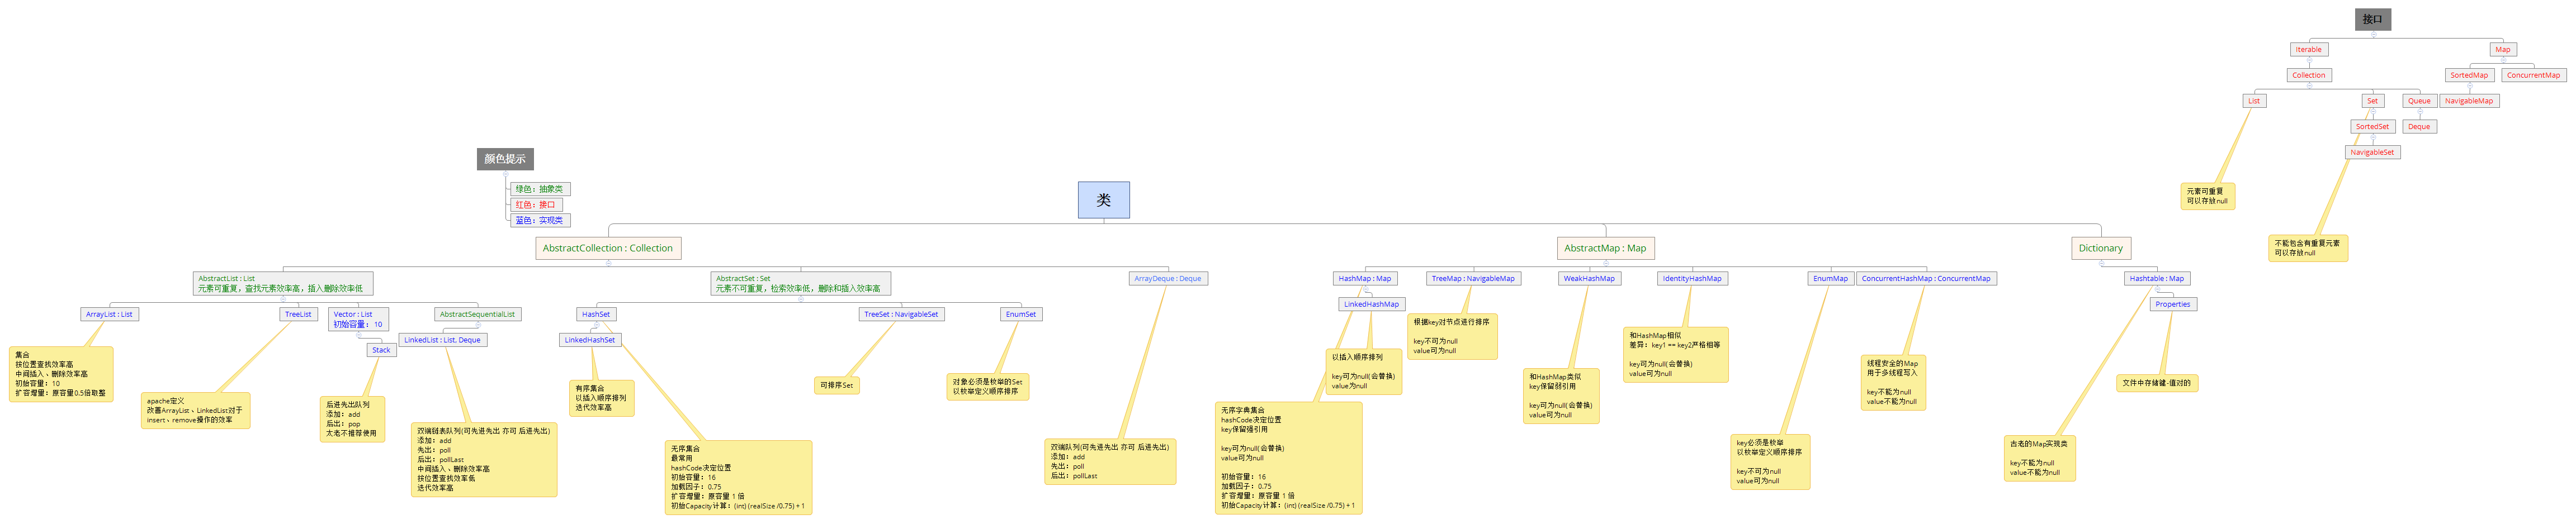 接口
Iterable
Map
Collection
SortedMap
ConcurrentMap
List
Set
Queue
NavigableMap
SortedSet
Deque
NavigableSet
元素可重复
可以存放null
不能包含有重复元素
可以存放null
颜色提示
绿色：抽象类
红色：接口
蓝色：实现类
类
AbstractCollection : Collection
AbstractMap : Map
Dictionary
AbstractList : List
元素可重复，查找元素效率高，插入删除效率低
AbstractSet : Set
元素不可重复，检索效率低，删除和插入效率高
ArrayDeque : Deque
HashMap : Map
TreeMap : NavigableMap
WeakHashMap
IdentityHashMap
EnumMap
ConcurrentHashMap : ConcurrentMap
Hashtable : Map
ArrayList : List
TreeList
Vector : List
初始容量： 10
AbstractSequentialList
HashSet
TreeSet : NavigableSet
EnumSet
LinkedHashMap
Properties
Stack
LinkedList : List, Deque
LinkedHashSet
集合
按位置查找效率高
中间插入、删除效率高
初始容量：10
扩容增量：原容量0.5倍取整
apache定义
改善ArrayList、LinkedList对于
insert、remove操作的效率
后进先出队列
添加：add
后出：pop
太老不推荐使用
双端链表队列(可先进先出 亦可 后进先出)
添加：add
先出：poll
后出：pollLast
中间插入、删除效率高
按位置查找效率低
迭代效率高
有序集合
以插入顺序排列
迭代效率高
无序集合
最常用
hashCode决定位置
初始容量：16
加载因子：0.75
扩容增量：原容量 1 倍
初始Capacity计算：(int) (realSize /0.75) + 1
可排序Set
对象必须是枚举的Set
以枚举定义顺序排序
双端队列(可先进先出 亦可 后进先出)
添加：add
先出：poll
后出：pollLast
无序字典集合
hashCode决定位置
key保留强引用
key可为null(会替换)
value可为null
初始容量：16
加载因子：0.75
扩容增量：原容量 1 倍
初始Capacity计算：(int) (realSize /0.75) + 1
以插入顺序排列
key可为null(会替换)
value为null
根据key对节点进行排序
key不可为null
value可为null
和HashMap类似
key保留弱引用
key可为null(会替换)
value可为null
和HashMap相似
差异：key1 == key2严格相等
key可为null(会替换)
value可为null
key必须是枚举
以枚举定义顺序排序
key不可为null
value可为null
线程安全的Map
用于多线程写入
key不能为null
value不能为null
古老的Map实现类
key不能为null
value不能为null
文件中存储键-值对的